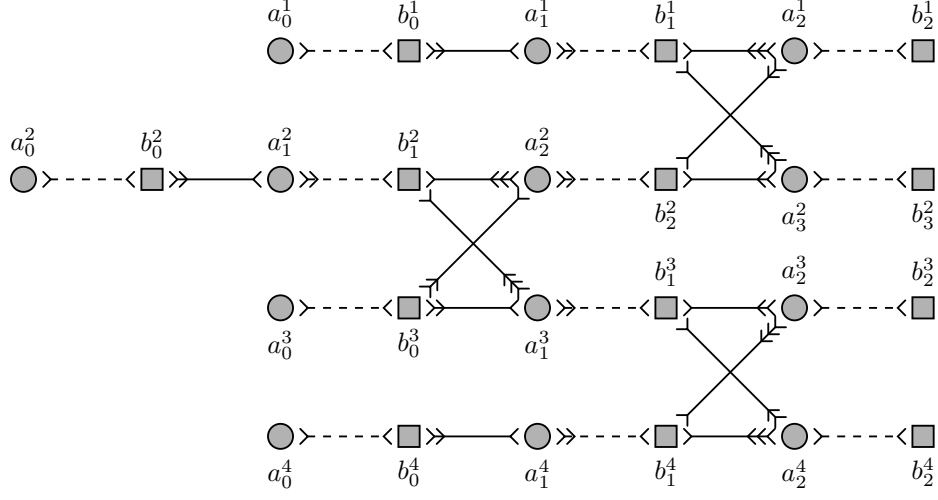 a_0^1 b_0^1 a_1^1 b_1^1 a_2^1 b_2^1
a_0^2 b_0^2 a_1^2 b_1^2 a_2^2
b_2^2 a_3^2 b_3^2
b_1^3 a_2^3 b_2^3
a_0^3 b_0^3 a_1^3
a_0^4 b_0^4 a_1^4 b_1^4 a_2^4 b_2^4